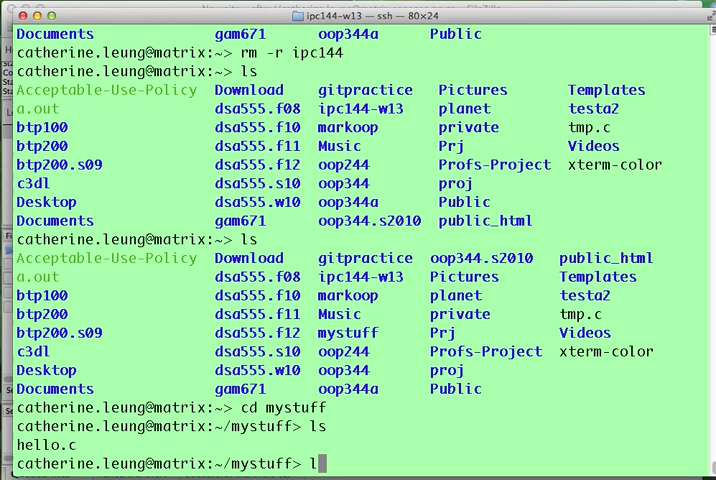 ipc144-w13 — ssh — 80×24
Documents gam671 oop344a Public
catherine.leung@matrix:~> rm -r ipc144
catherine.leung@matrix:~> ls
Acceptable-Use-Policy Download gitpractice Pictures Templates
a.out dsa555.f08 ipc144-w13 planet testa2
btp100 dsa555.f10 markoop private tmp.c
btp200 dsa555.f11 Music Prj Videos
btp200.s09 dsa555.f12 oop244 Profs-Project xterm-color
c3dl dsa555.s10 oop344 proj
Desktop dsa555.w10 oop344a Public
Documents gam671 oop344.s2010 public_html
catherine.leung@matrix:~> ls
Acceptable-Use-Policy Download gitpractice oop344.s2010 public_html
a.out dsa555.f08 ipc144-w13 Pictures Templates
btp100 dsa555.f10 markoop planet testa2
btp200 dsa555.f11 Music private tmp.c
btp200.s09 dsa555.f12 mystuff Prj Videos
c3dl dsa555.s10 oop244 Profs-Project xterm-color
Desktop dsa555.w10 oop344 proj
Documents gam671 oop344a Public
catherine.leung@matrix:~> cd mystuff
catherine.leung@matrix:~/mystuff> ls
hello.c
catherine.leung@matrix:~/mystuff> l